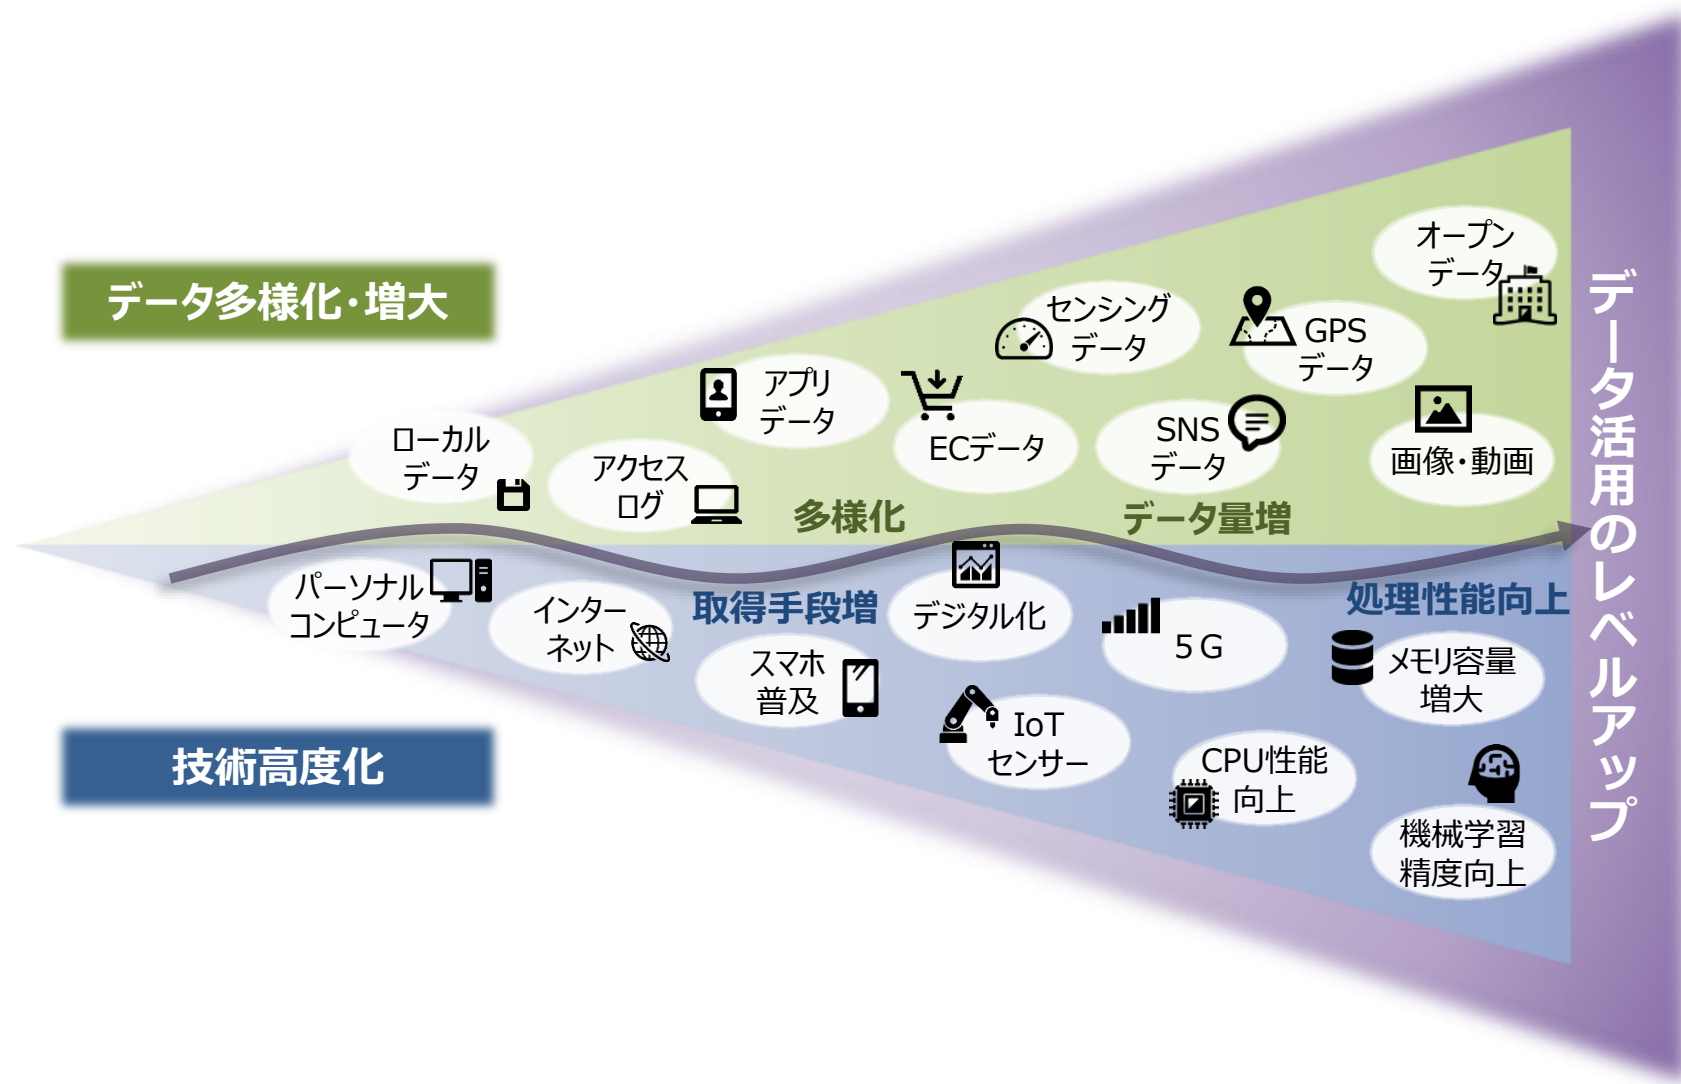 データ多様化・増大
オープン
データ
センシング
データ
GPS
データ
アプリ
データ
ECデータ
SNS
データ
画像・動画
ローカル
データ
アクセス
ログ
多様化
データ量増
パーソナル
コンピュータ
インター
ネット
取得手段増
デジタル化
５G
処理性能向上
スマホ
普及
メモリ容量
増大
IoT
センサー
CPU性能
向上
機械学習
精度向上
技術高度化
データ活用のレベルアップ